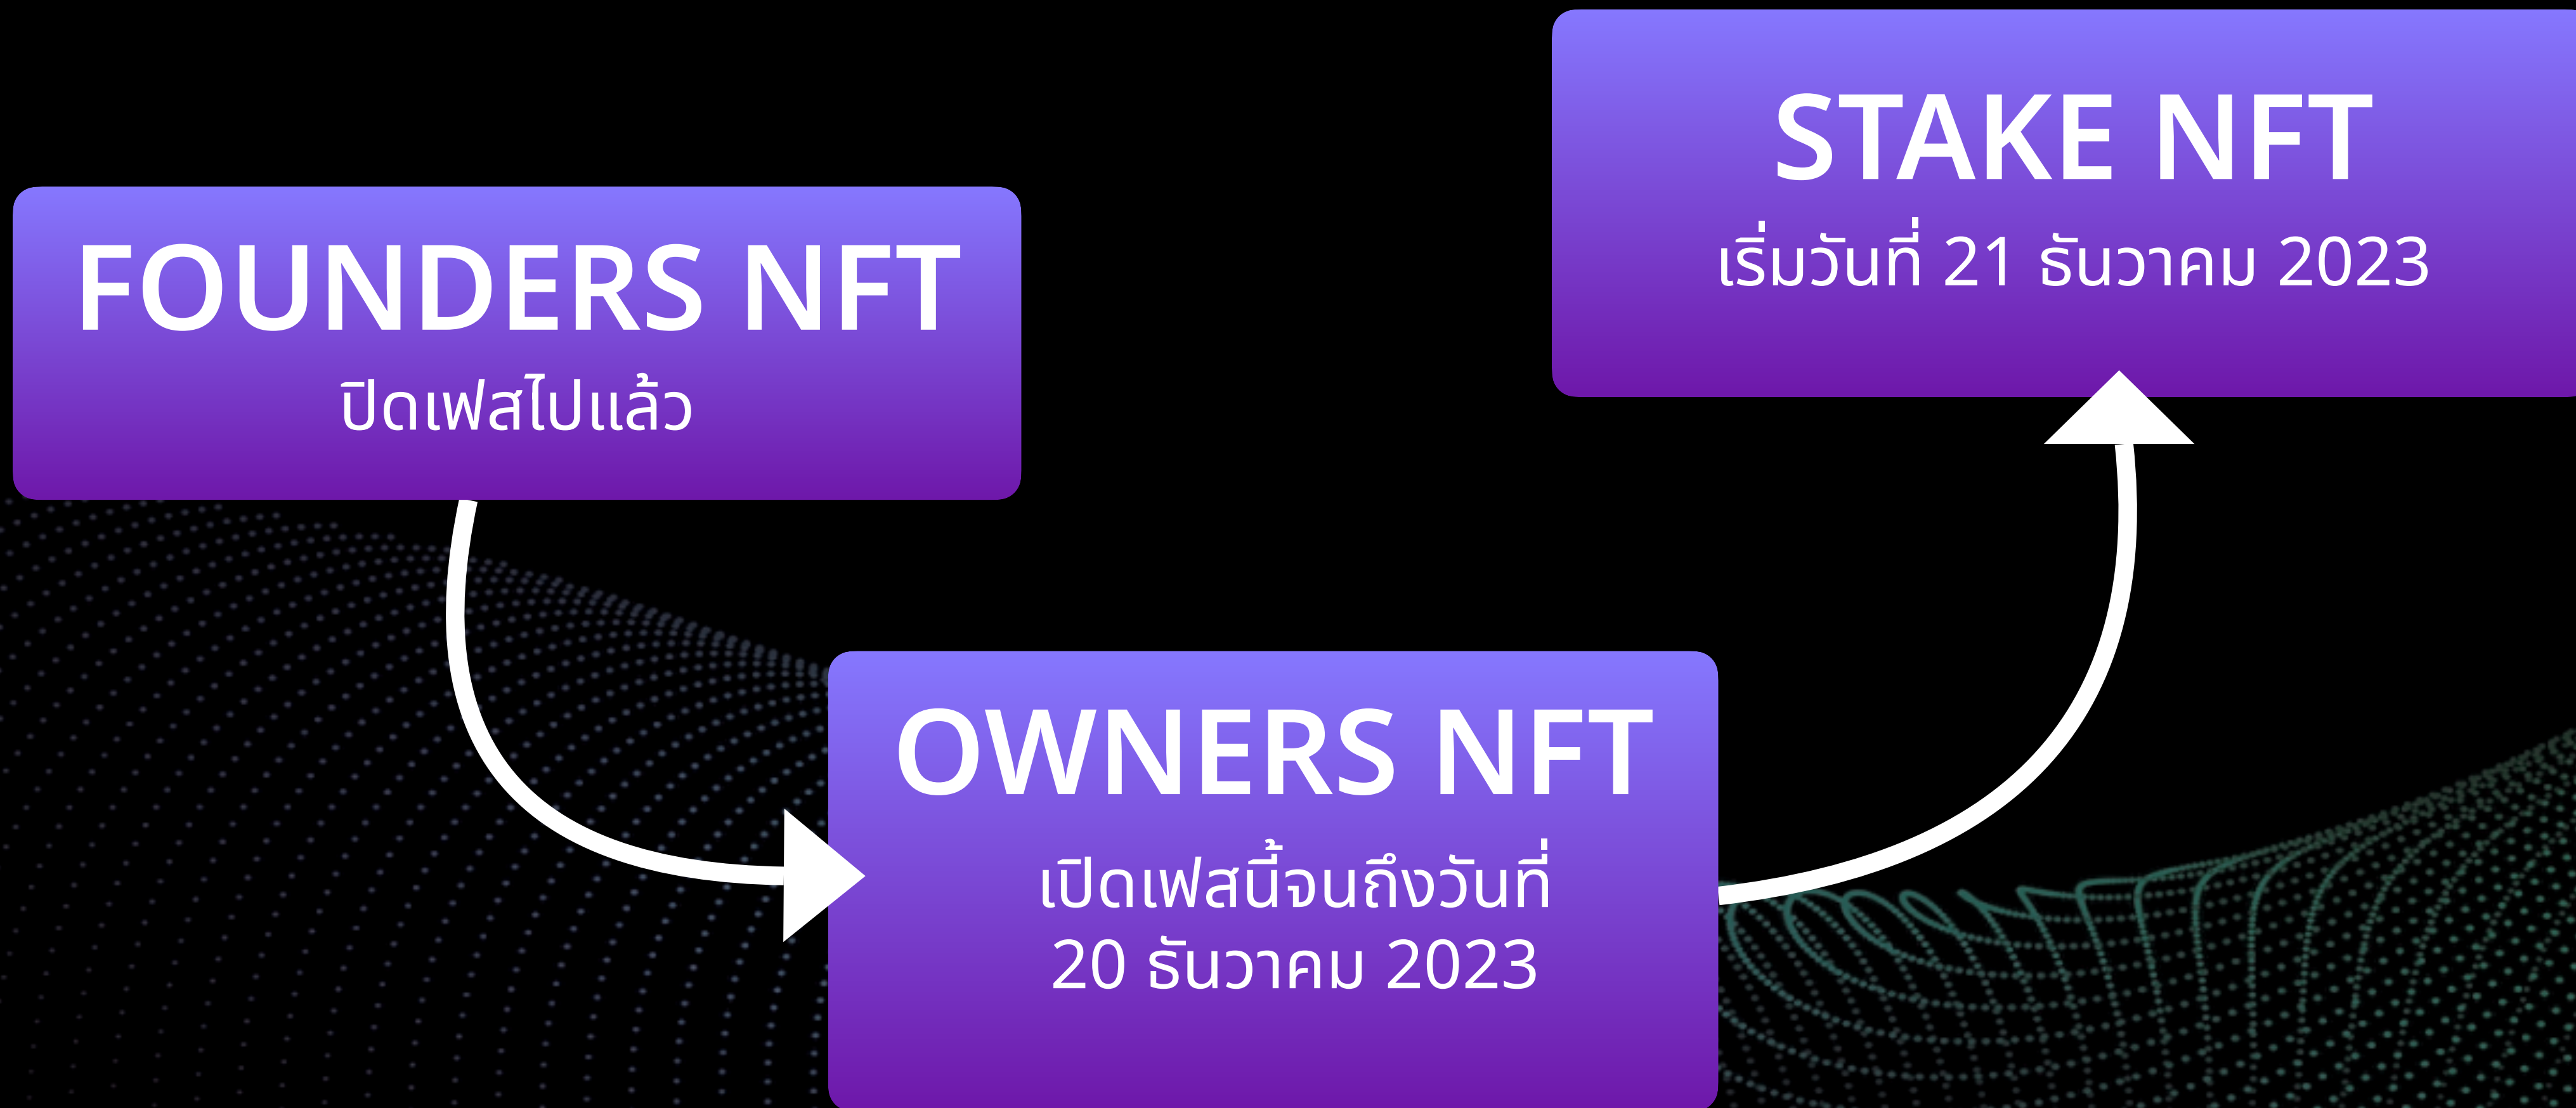 FOUNDERS NFT
ปิดเฟสไปแล้ว
OWNERS NFT
เปิดเฟสนี้จนถึงวันที่
20 ธันวาคม 2023
STAKE NFT
เริ่มวันที่ 21 ธันวาคม 2023